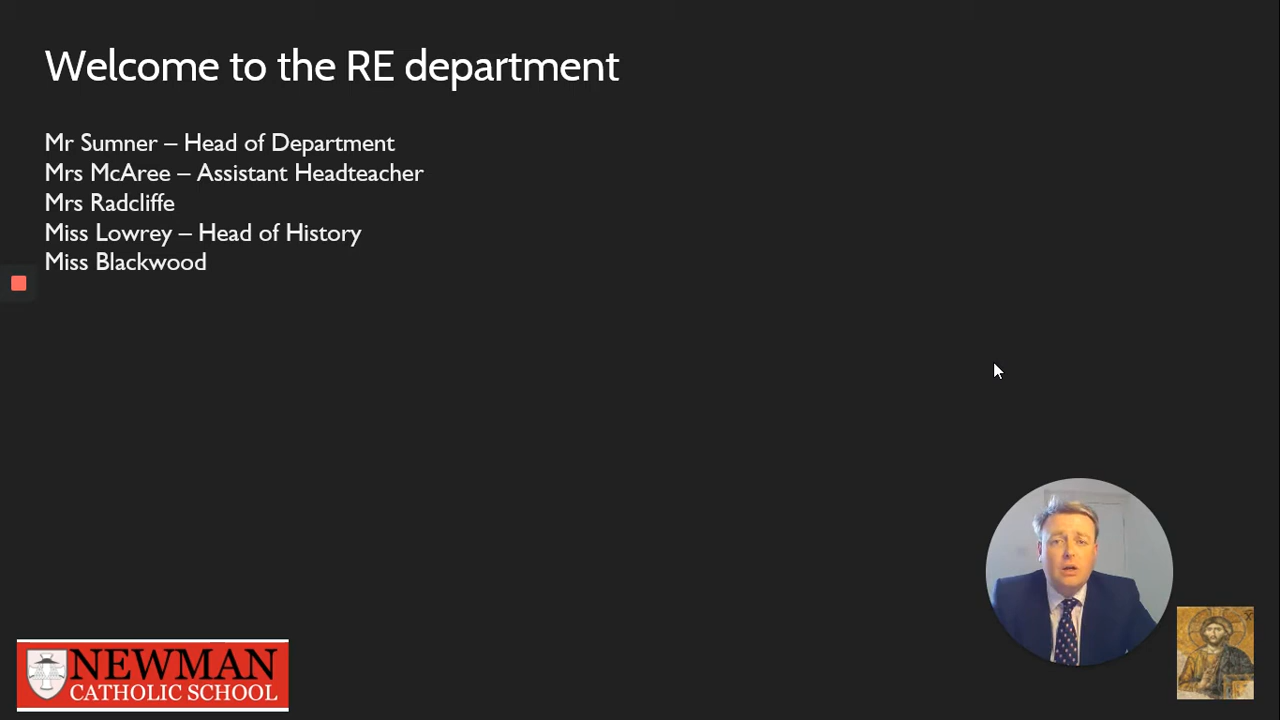 Welcome to the RE department
Mr Sumner – Head of Department
Mrs McAree – Assistant Headteacher
Mrs Radcliffe
Miss Lowrey – Head of History
Miss Blackwood
NEWMAN
CATHOLIC SCHOOL